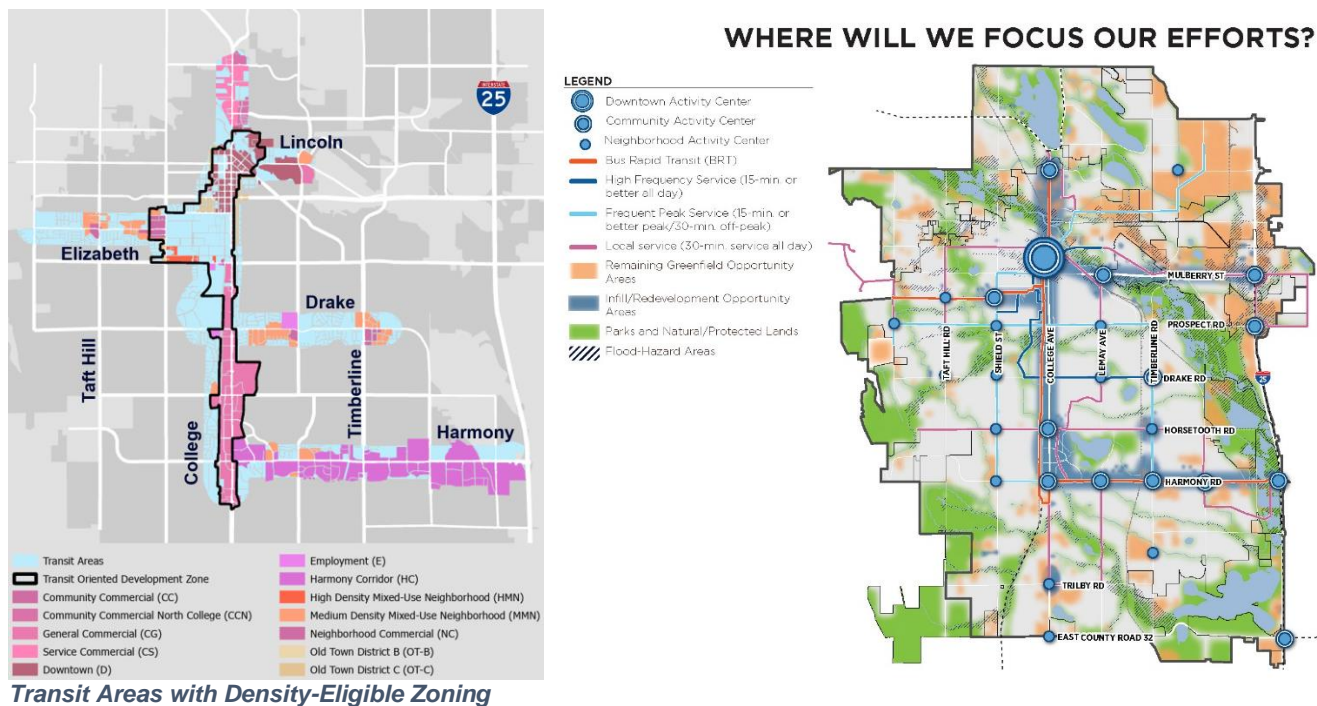 INTERSTATE
25
Lincoln
Elizabeth
Drake
Taft Hill
College
Timberline
Harmony
Transit Areas
Transit Oriented Development Zone
Community Commercial (CC)
Community Commercial North College (CCN)
General Commercial (CG)
Service Commercial (CS)
Downtown (D)
Employment (E)
Harmony Corridor (HC)
High Density Mixed-Use Neighborhood (HMN)
Medium Density Mixed-Use Neighborhood (MMN)
Neighborhood Commercial (NC)
Old Town District B (OT-B)
Old Town District C (OT-C)
Transit Areas with Density-Eligible Zoning
WHERE WILL WE FOCUS OUR EFFORTS?
LEGEND
Downtown Activity Center
Community Activity Center
Neighborhood Activity Center
Bus Rapid Transit (BRT)
High Frequency Service (15-min. or
better all day)
Frequent Peak Service (15-min. or
better peak/30-min. off-peak)
Local service (30-min. service all day)
Remaining Greenfield Opportunity
Areas
Infill/Redevelopment Opportunity
Areas
Parks and Natural/Protected Lands
Flood-Hazard Areas
MULBERRY ST
PROSPECT RD
TAFT HILL RD
SHIELD ST
COLLEGE AVE
LEMAY AVE
TIMBERLINE RD
DRAKE RD
25
HORSETOOTH RD
HARMONY RD
TRILBY RD
EAST COUNTY ROAD 32